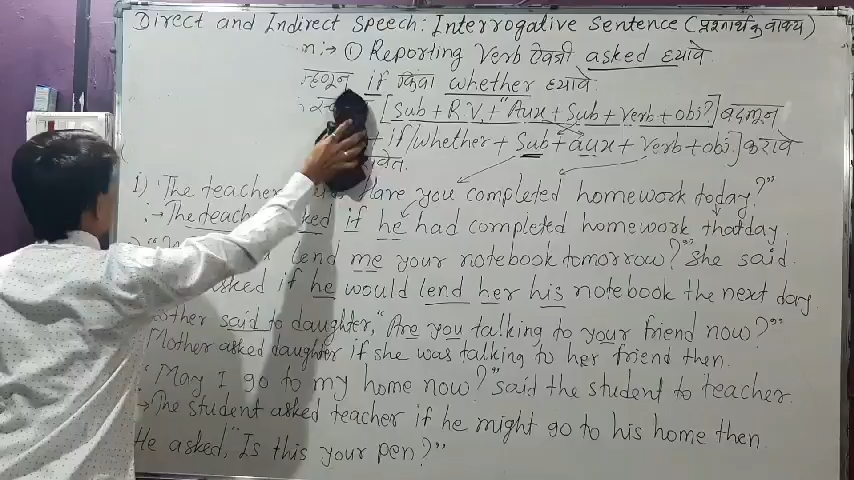 Direct and Indirect Speech: Interrogative Sentence (प्रश्नार्थक वाक्य)
n:→ ① Reporting Verb ऐवजी asked घ्यावे
म्हणून if किंवा whether घ्यावे.
[Sub + R.V. + "Aux + Sub + verb + obj?"] बदलून
+ if/whether + Sub + aux + verb + obj] करावे
1) The teacher Have you completed homework today?"
:→ The teacher asked if he had completed homework that day.
lend me your notebook tomorrow?" she said.
asked if he would lend her his notebook the next day
Mother said to daughter, "Are you talking to your friend now?"
Mother asked daughter if she was talking to her friend then.
"May I go to my home now?" said the student to teacher.
→ The student asked teacher if he might go to his home then.
He asked, "Is this your pen?"